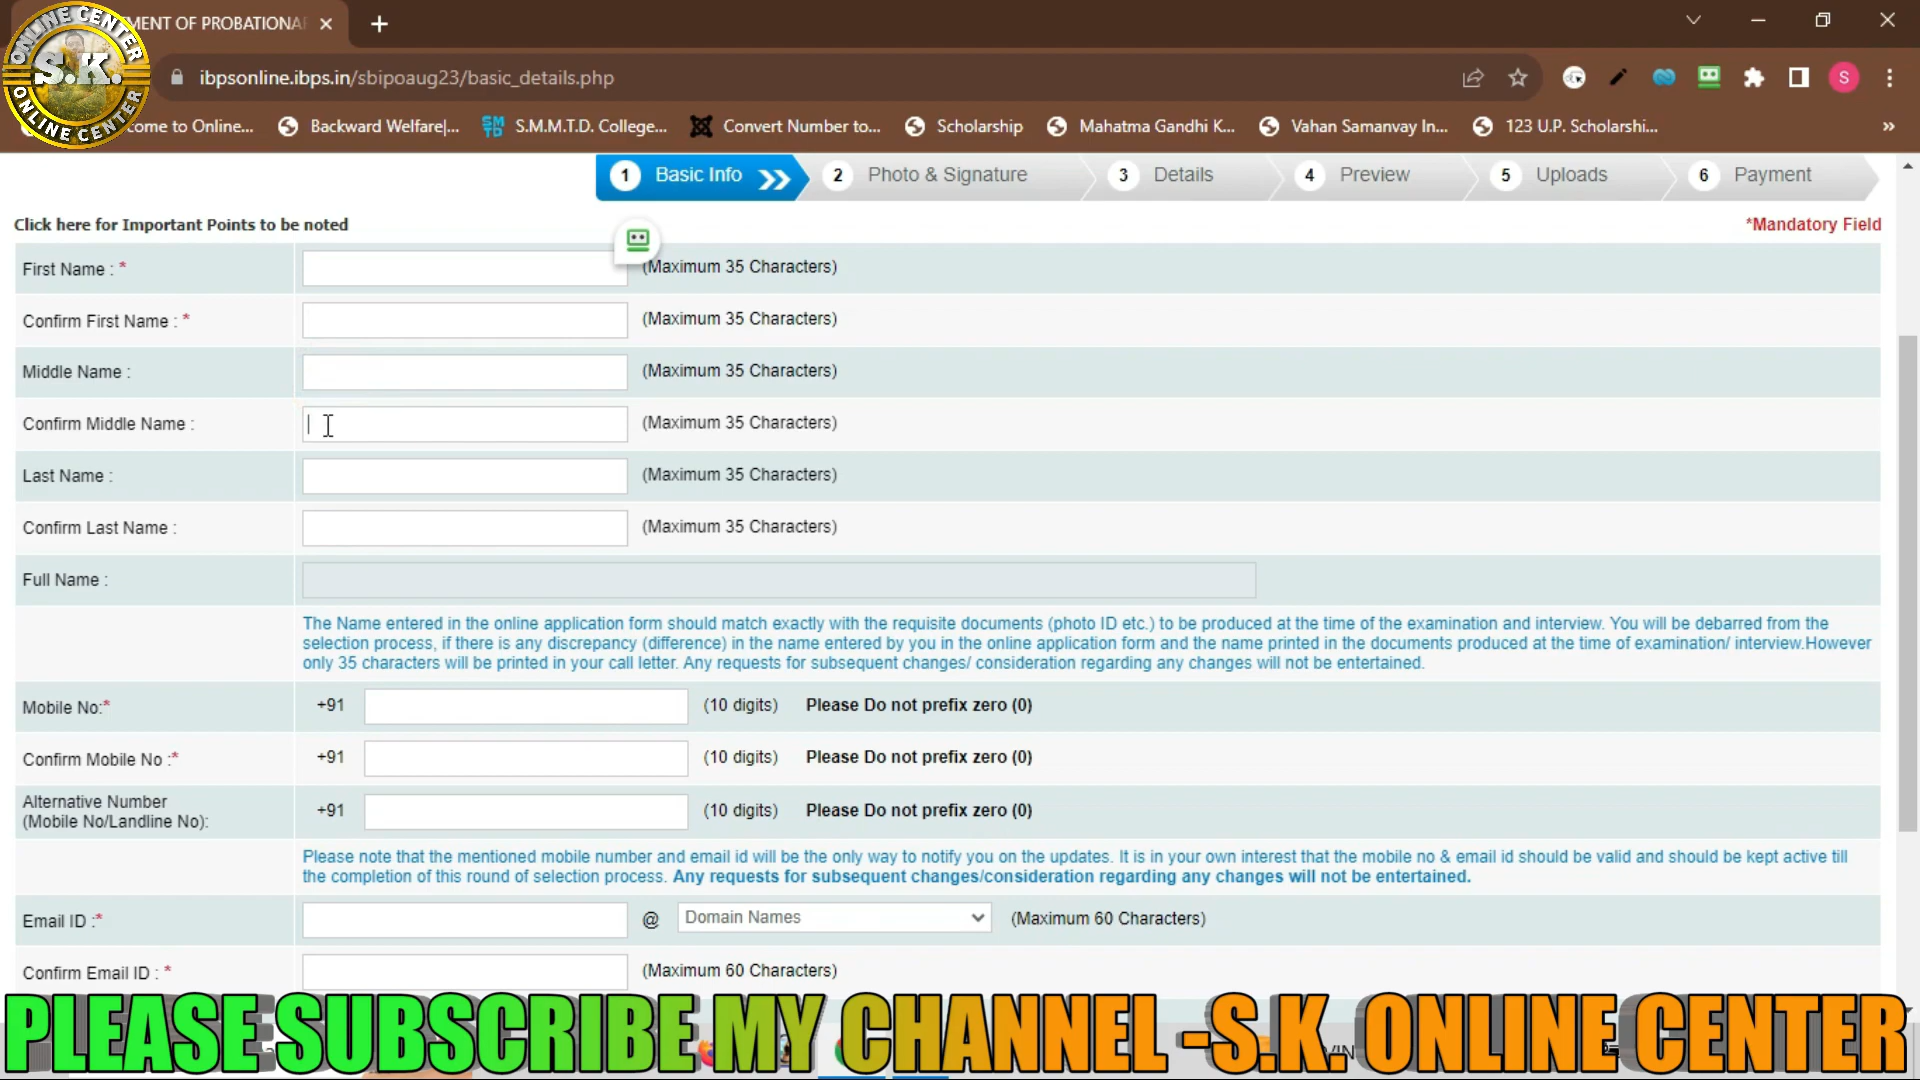 MENT OF PROBATIONA
ONLINE CENTER
S.K.
ONLINE CENTER
ibpsonline.ibps.in/sbipoaug23/basic_details.php
S
come to Online...
Backward Welfare|...
S.M.M.T.D. College...
Convert Number to...
Scholarship
Mahatma Gandhi K...
Vahan Samanvay In...
123 U.P. Scholarshi...
»
1 Basic Info
2 Photo & Signature
3 Details
4 Preview
5 Uploads
6 Payment
Click here for Important Points to be noted
*Mandatory Field
First Name : *
(Maximum 35 Characters)
Confirm First Name : *
(Maximum 35 Characters)
Middle Name :
(Maximum 35 Characters)
Confirm Middle Name :
(Maximum 35 Characters)
Last Name :
(Maximum 35 Characters)
Confirm Last Name :
(Maximum 35 Characters)
Full Name :
The Name entered in the online application form should match exactly with the requisite documents (photo ID etc.) to be produced at the time of the examination and interview. You will be debarred from the
selection process, if there is any discrepancy (difference) in the name entered by you in the online application form and the name printed in the documents produced at the time of examination/ interview.However
only 35 characters will be printed in your call letter. Any requests for subsequent changes/ consideration regarding any changes will not be entertained.
Mobile No:*
+91
(10 digits) Please Do not prefix zero (0)
Confirm Mobile No :*
+91
(10 digits) Please Do not prefix zero (0)
Alternative Number
(Mobile No/Landline No):
+91
(10 digits) Please Do not prefix zero (0)
Please note that the mentioned mobile number and email id will be the only way to notify you on the updates. It is in your own interest that the mobile no & email id should be valid and should be kept active till
the completion of this round of selection process. Any requests for subsequent changes/consideration regarding any changes will not be entertained.
Email ID :*
@
Domain Names
(Maximum 60 Characters)
Confirm Email ID : *
(Maximum 60 Characters)
PLEASE SUBSCRIBE MY CHANNEL -S.K. ONLINE CENTER